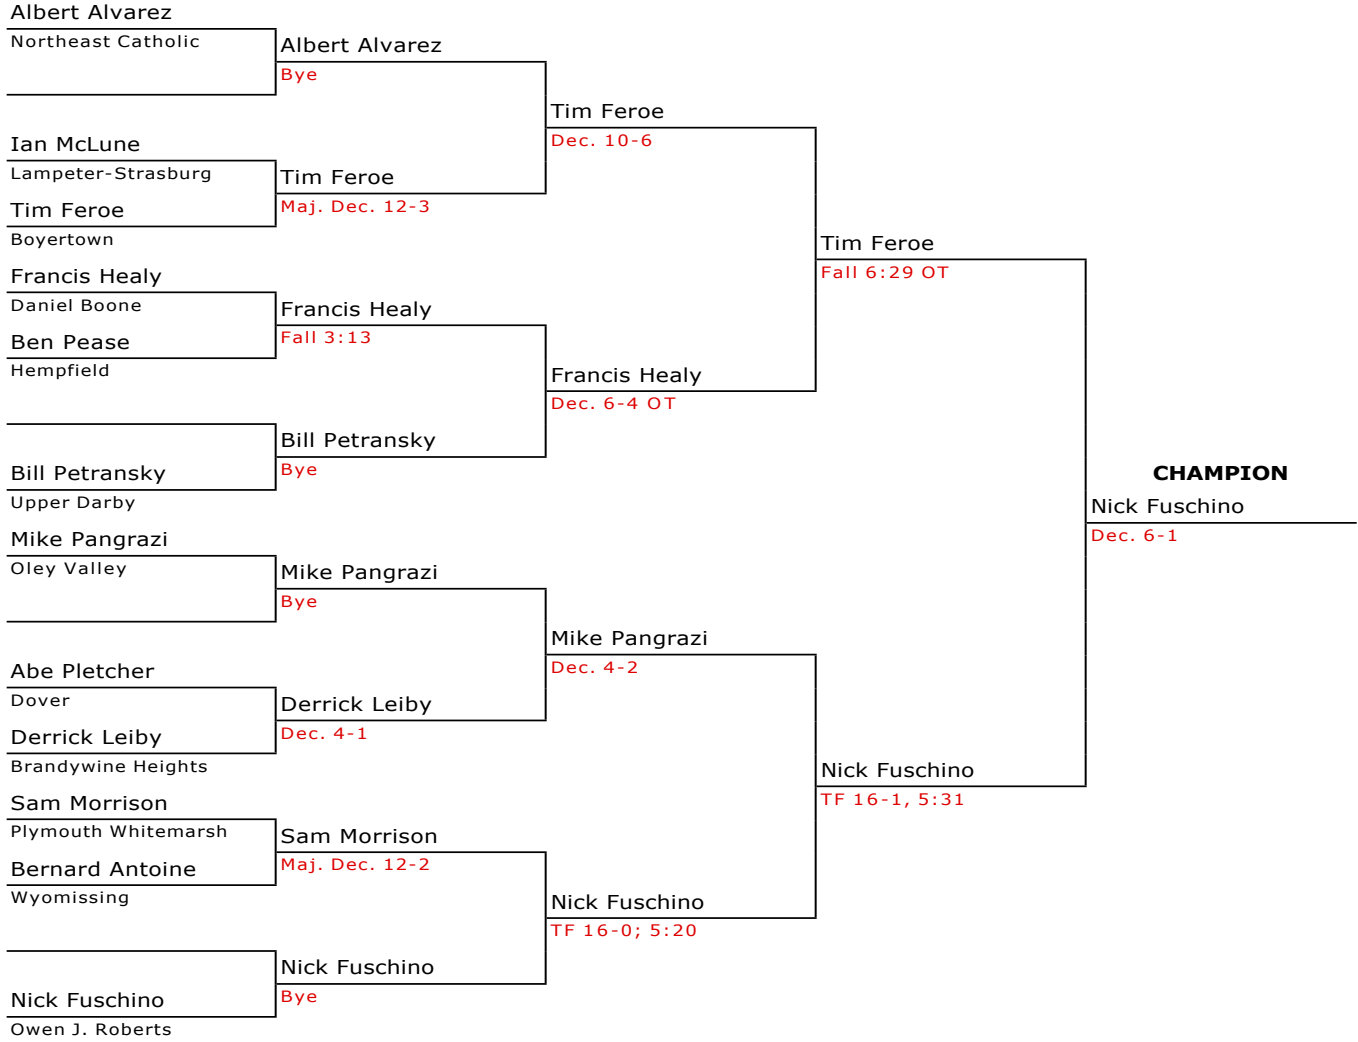 Albert Alvarez
Northeast Catholic
Albert Alvarez
Bye
Tim Feroe
Dec. 10-6
Ian McLune
Lampeter-Strasburg
Tim Feroe
Maj. Dec. 12-3
Tim Feroe
Boyertown
Tim Feroe
Fall 6:29 OT
Francis Healy
Daniel Boone
Francis Healy
Fall 3:13
Ben Pease
Hempfield
Francis Healy
Dec. 6-4 OT
Bill Petransky
Bye
Bill Petransky
Upper Darby
CHAMPION
Nick Fuschino
Dec. 6-1
Mike Pangrazi
Oley Valley
Mike Pangrazi
Bye
Mike Pangrazi
Dec. 4-2
Abe Pletcher
Dover
Derrick Leiby
Dec. 4-1
Derrick Leiby
Brandywine Heights
Nick Fuschino
TF 16-1, 5:31
Sam Morrison
Plymouth Whitemarsh
Sam Morrison
Maj. Dec. 12-2
Bernard Antoine
Wyomissing
Nick Fuschino
TF 16-0; 5:20
Nick Fuschino
Bye
Nick Fuschino
Owen J. Roberts